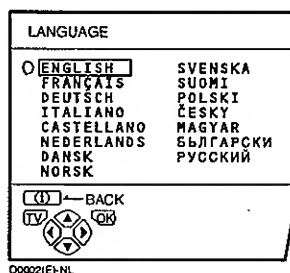 LANGUAGE
ENGLISH
FRANÇAIS
DEUTSCH
ITALIANO
CASTELLANO
NEDERLANDS
DANSK
NORSK
SVENSKA
SUOMI
POLSKI
ČESKY
MAGYAR
БЪЛГАРСКИ
РУССКИЙ
BACK
TV OK
D0002(E)-NL